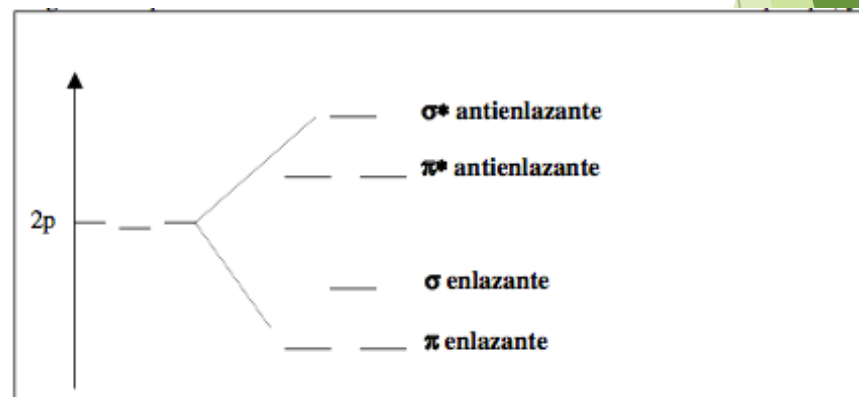 σ* antienlazante
π* antienlazante
2p
σ enlazante
π enlazante